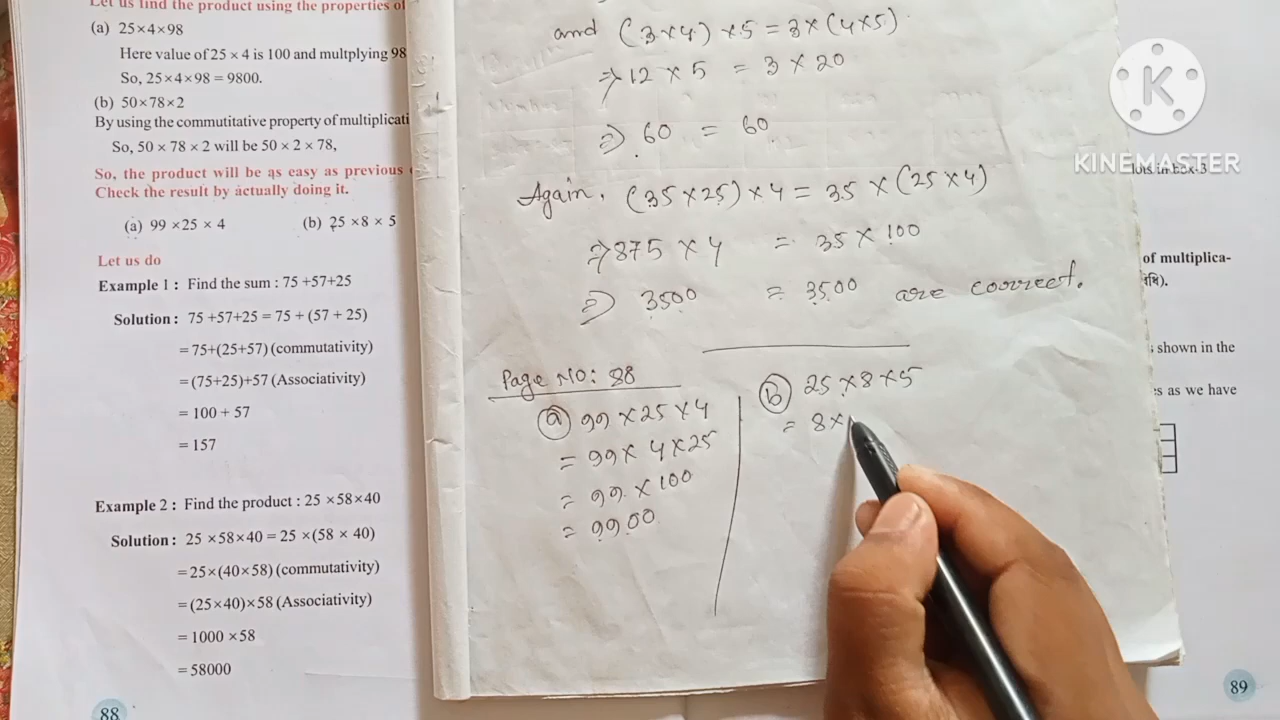 Let us find the product using the properties of
(a) 25×4×98
Here value of 25 × 4 is 100 and multplying 98
So, 25×4×98 = 9800.
(b) 50×78×2
By using the commutitative property of multiplicati
So, 50 × 78 × 2 will be 50 × 2 × 78,
So, the product will be as easy as previous
Check the result by actually doing it.
(a) 99 ×25 × 4 (b) 25 ×8 × 5
Let us do
Example 1 : Find the sum : 75 +57+25
Solution : 75 +57+25 = 75 + (57 + 25)
= 75+(25+57) (commutativity)
= (75+25)+57 (Associativity)
= 100 + 57
= 157
Example 2 : Find the product : 25 ×58×40
Solution : 25 ×58×40 = 25 ×(58 × 40)
= 25×(40×58) (commutativity)
= (25×40)×58 (Associativity)
= 1000 ×58
= 58000
88
and (3×4) ×5 = 3×(4×5).
⇒ 12 × 5 = 3 × 20
⇒ 60 = 60
Again, (35×25)×4 = 35 × (25×4)
⇒ 875 × 4 = 35 × 100
⇒ 3500 = 3500 are correct.
Page NO: 88
(a) 99 × 25 × 4
= 99 × 4 × 25
= 99 × 100
= 9900
(b) 25 × 8 × 5
= 8×
K
KINEMASTER
in box-3
of multiplica-
shown in the
as we have
89